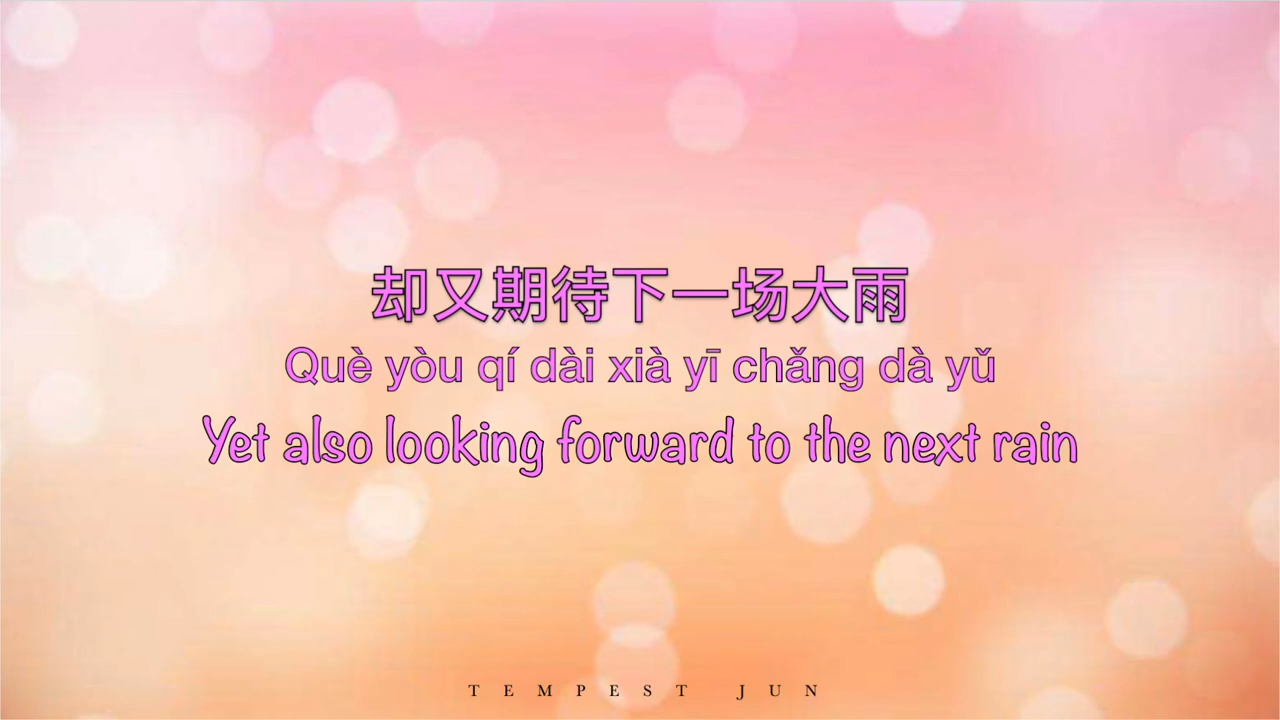 却又期待下一场大雨
Què yòu qí dài xià yī chǎng dà yǔ
Yet also looking forward to the next rain
TEMPEST JUN